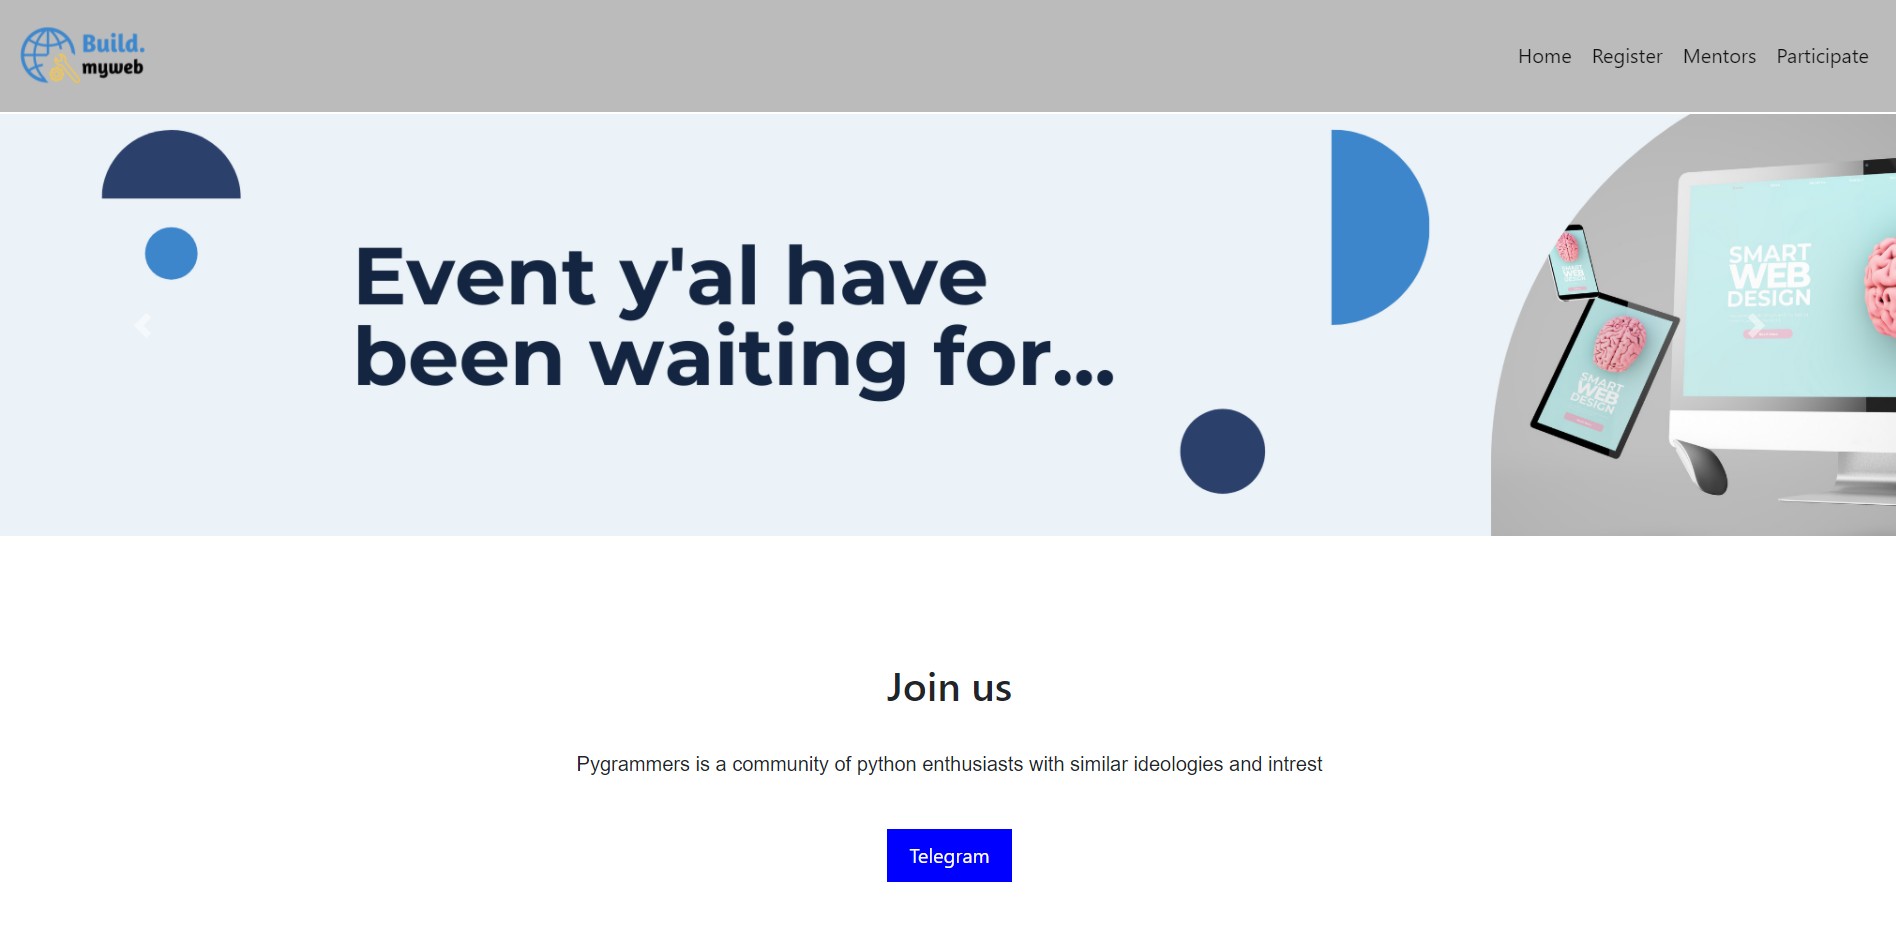 Build.
myweb
Home Register Mentors Participate
Event y'al have
been waiting for...
SMART
WEB
DESIGN
SMART
WEB
DESIGN
Join us
Pygrammers is a community of python enthusiasts with similar ideologies and intrest
Telegram